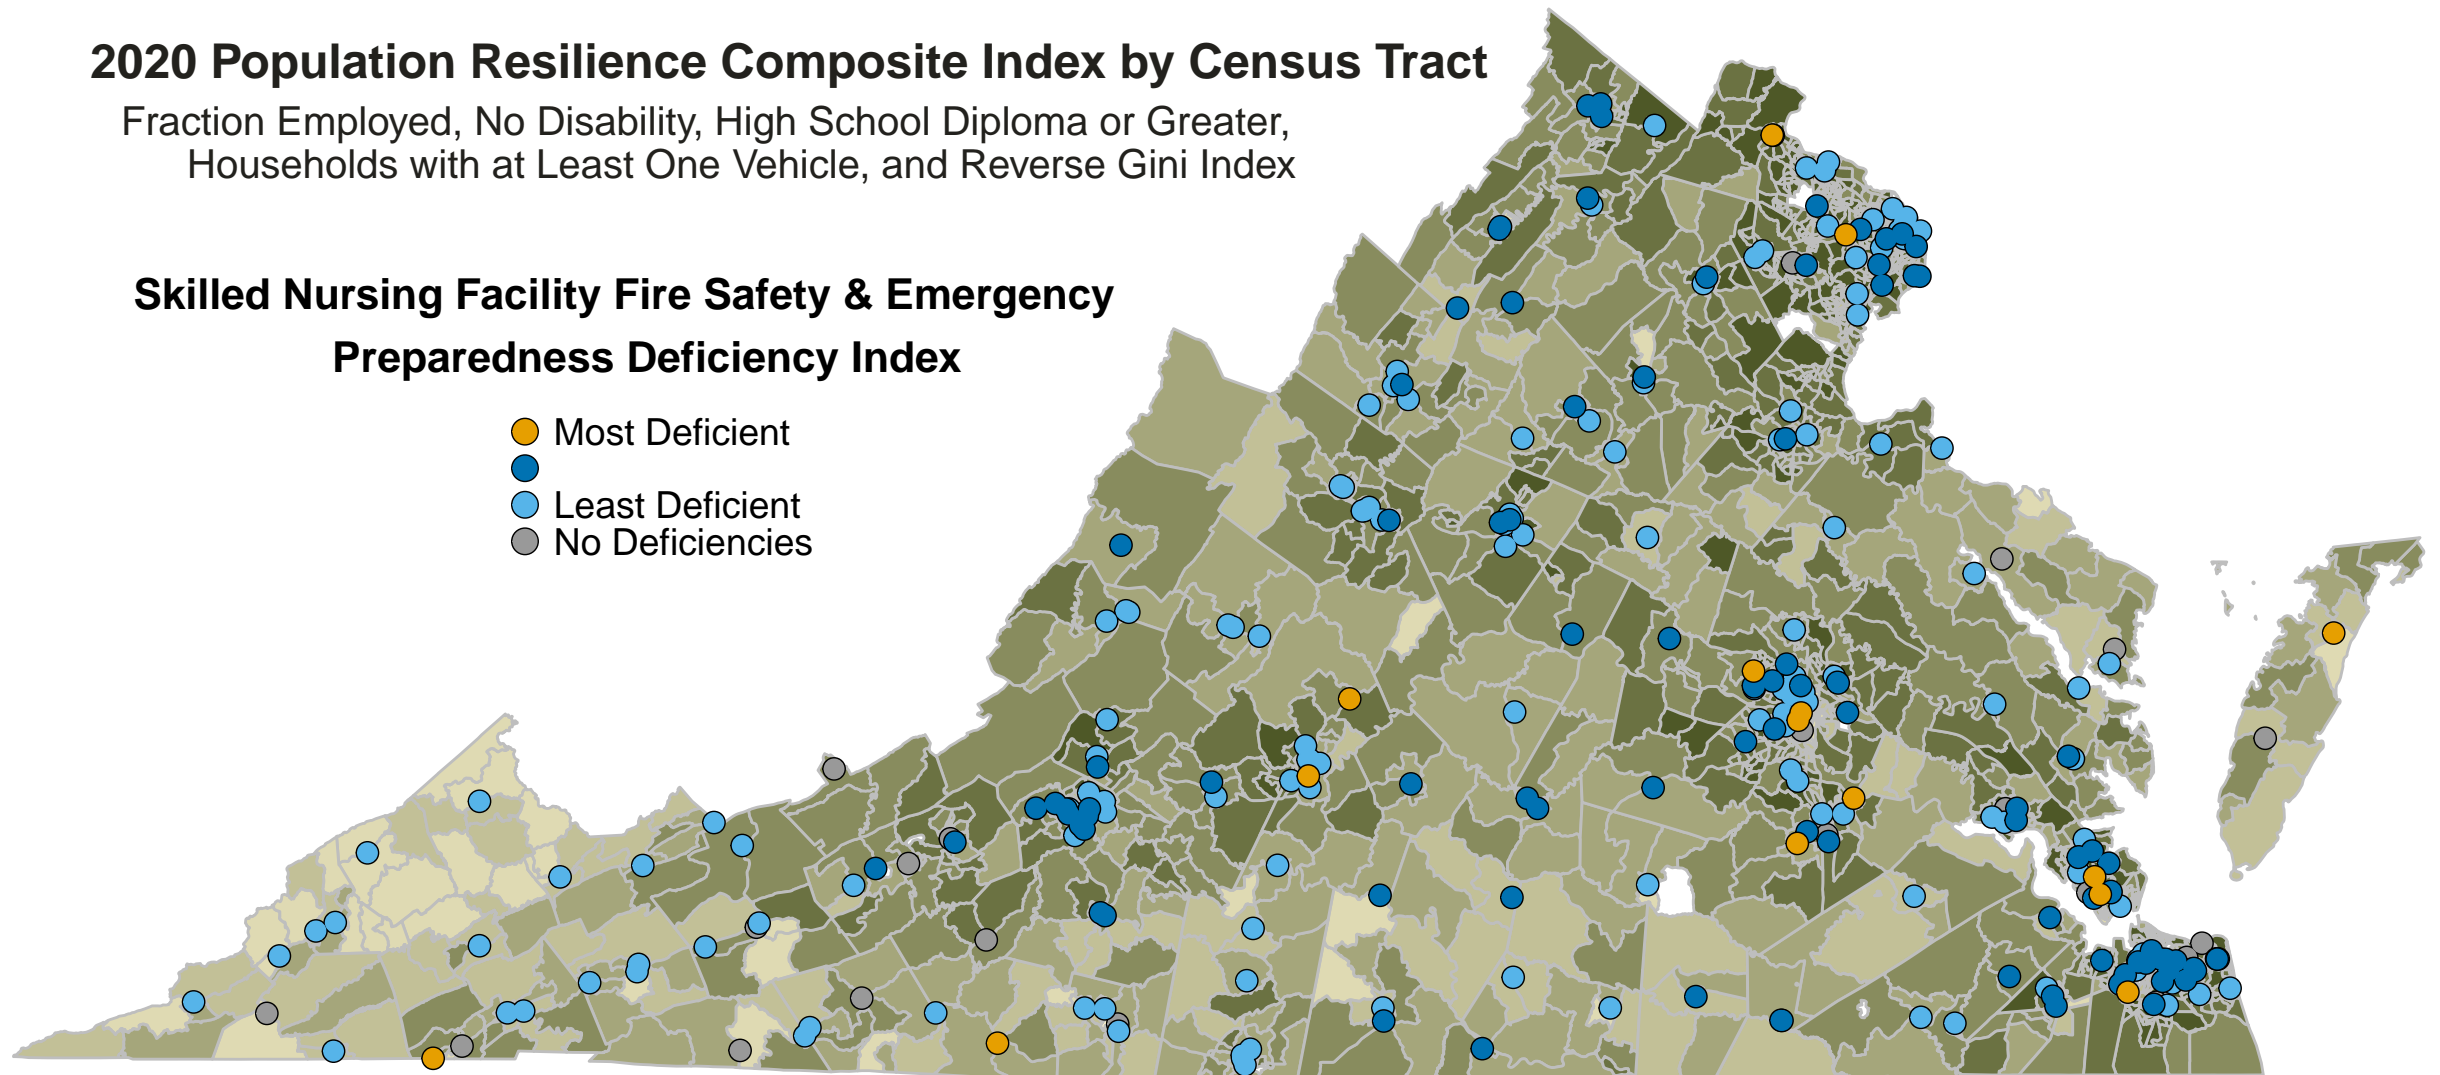 2020 Population Resilience Composite Index by Census Tract
Fraction Employed, No Disability, High School Diploma or Greater,
Households with at Least One Vehicle, and Reverse Gini Index
Skilled Nursing Facility Fire Safety & Emergency
Preparedness Deficiency Index
Most Deficient
Least Deficient
No Deficiencies